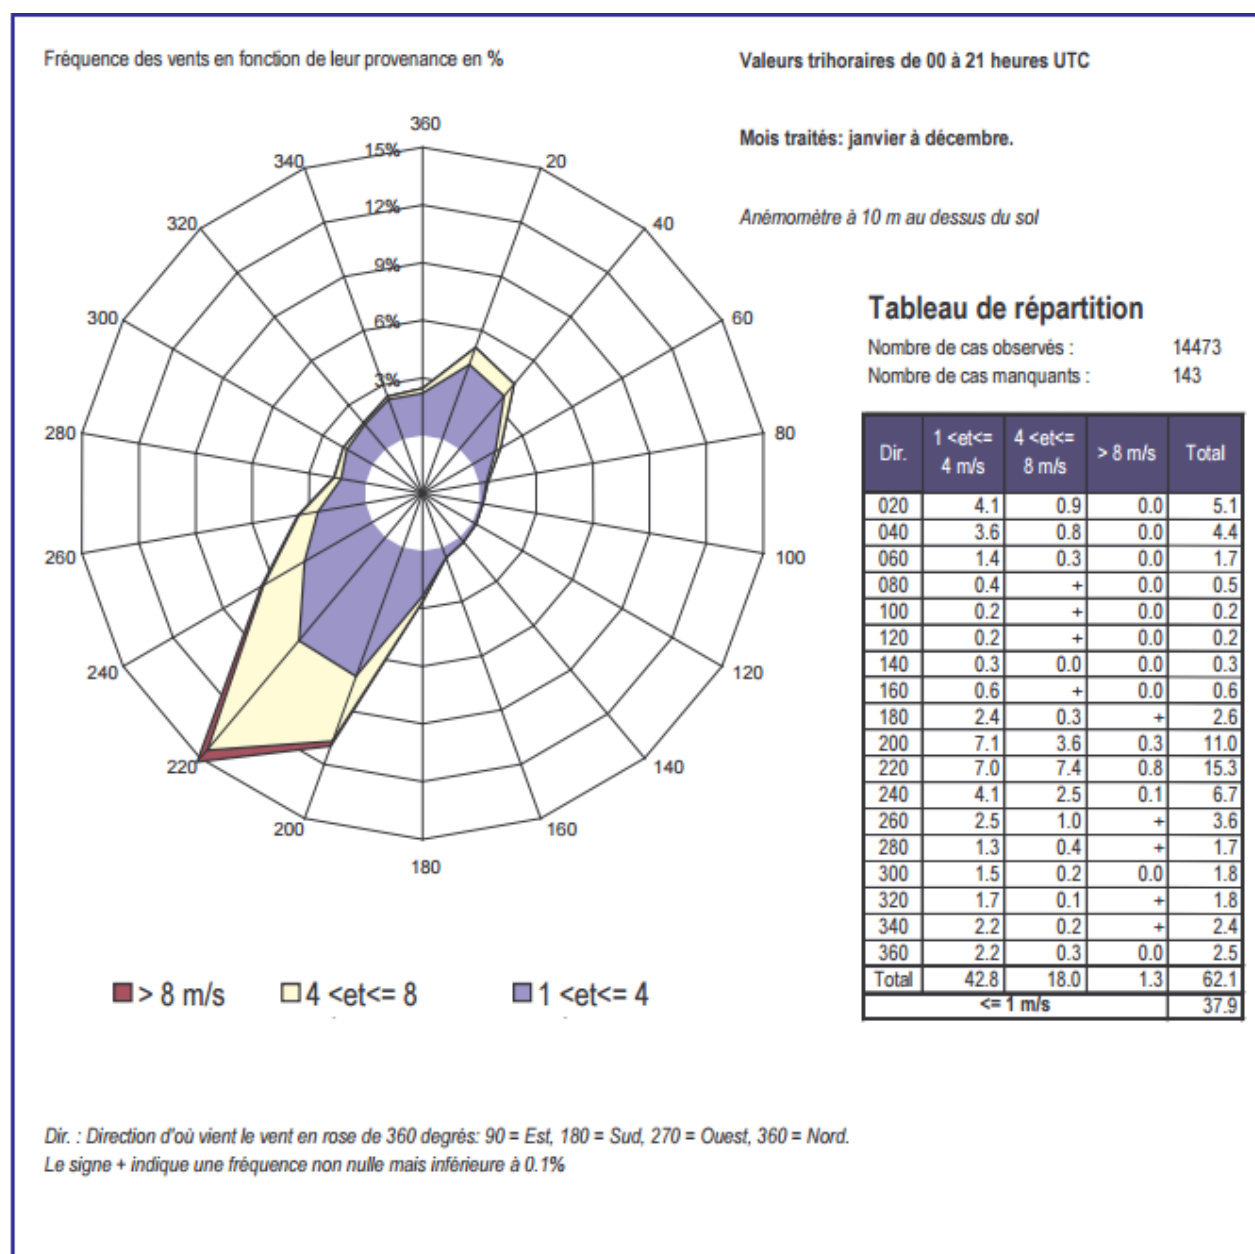 Fréquence des vents en fonction de leur provenance en %
Valeurs trihoraires de 00 à 21 heures UTC
Mois traités: janvier à décembre.
Anémomètre à 10 m au dessus du sol
360
15%
340
20
12%
320
40
9%
300
60
6%
3%
280
80
260
100
240
120
220
140
200
160
180
> 8 m/s
4 <et<= 8
1 <et<= 4
Tableau de répartition
Nombre de cas observés : 14473
Nombre de cas manquants : 143
Dir. 1 <et<= 4 m/s 4 <et<= 8 m/s > 8 m/s Total
020 4.1 0.9 0.0 5.1
040 3.6 0.8 0.0 4.4
060 1.4 0.3 0.0 1.7
080 0.4 + 0.0 0.5
100 0.2 + 0.0 0.2
120 0.2 + 0.0 0.2
140 0.3 0.0 0.0 0.3
160 0.6 + 0.0 0.6
180 2.4 0.3 + 2.6
200 7.1 3.6 0.3 11.0
220 7.0 7.4 0.8 15.3
240 4.1 2.5 0.1 6.7
260 2.5 1.0 + 3.6
280 1.3 0.4 + 1.7
300 1.5 0.2 0.0 1.8
320 1.7 0.1 + 1.8
340 2.2 0.2 + 2.4
360 2.2 0.3 0.0 2.5
Total 42.8 18.0 1.3 62.1
<= 1 m/s 37.9
Dir. : Direction d'où vient le vent en rose de 360 degrés: 90 = Est, 180 = Sud, 270 = Ouest, 360 = Nord.
Le signe + indique une fréquence non nulle mais inférieure à 0.1%